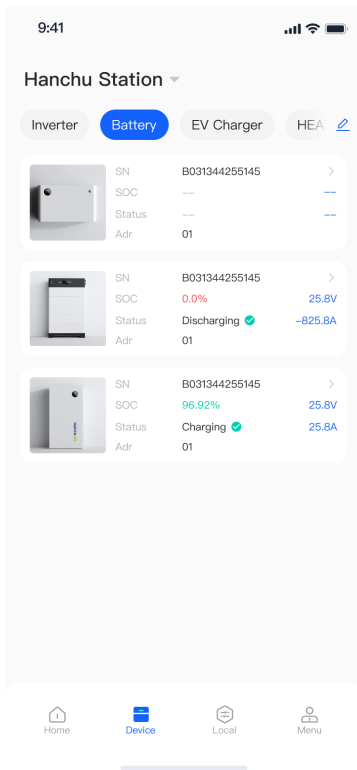 9:41
Hanchu Station
Inverter Battery EV Charger HEA
SN B031344255145
SOC -- --
Status -- --
Adr 01
SN B031344255145
SOC 0.0% 25.8V
Status Discharging -825.8A
Adr 01
SN B031344255145
SOC 96.92% 25.8V
Status Charging 25.8A
Adr 01
Home Device Local Menu